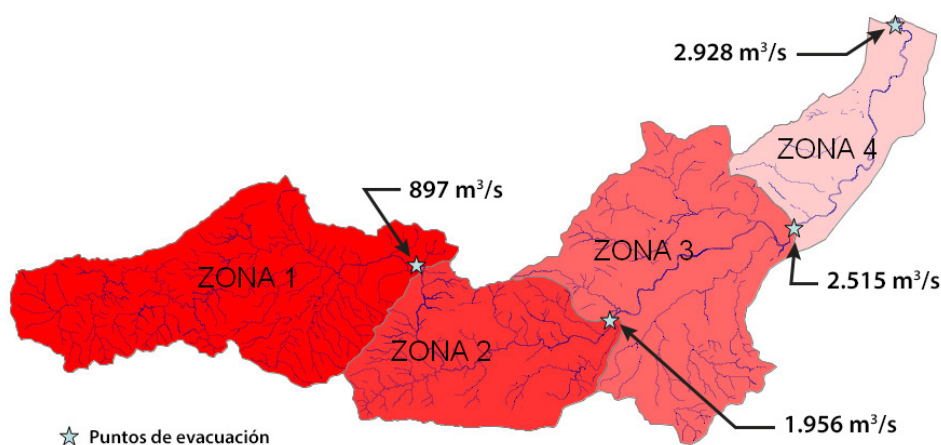 2.928 m³/s
ZONA 4
897 m³/s
ZONA 1
ZONA 3
2.515 m³/s
ZONA 2
1.956 m³/s
Puntos de evacuación